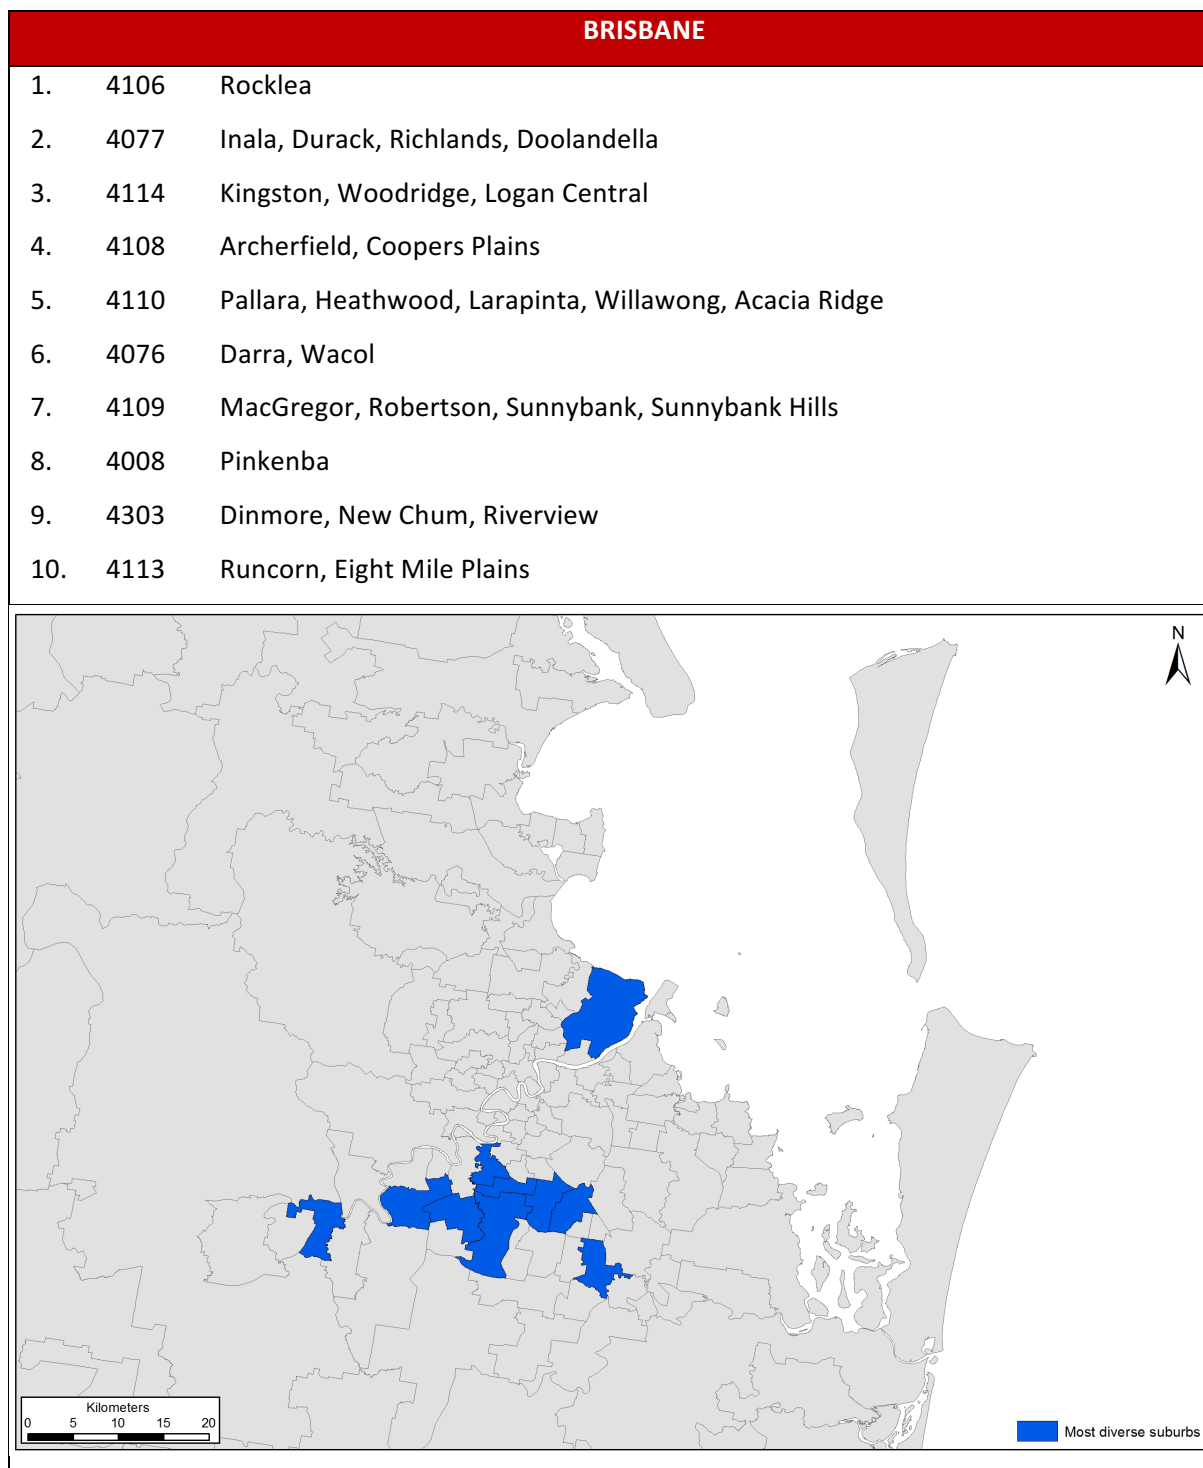 BRISBANE
1. 4106 Rocklea
2. 4077 Inala, Durack, Richlands, Doolandella
3. 4114 Kingston, Woodridge, Logan Central
4. 4108 Archerfield, Coopers Plains
5. 4110 Pallara, Heathwood, Larapinta, Willawong, Acacia Ridge
6. 4076 Darra, Wacol
7. 4109 MacGregor, Robertson, Sunnybank, Sunnybank Hills
8. 4008 Pinkenba
9. 4303 Dinmore, New Chum, Riverview
10. 4113 Runcorn, Eight Mile Plains
N
Kilometers
0 5 10 15 20
Most diverse suburbs